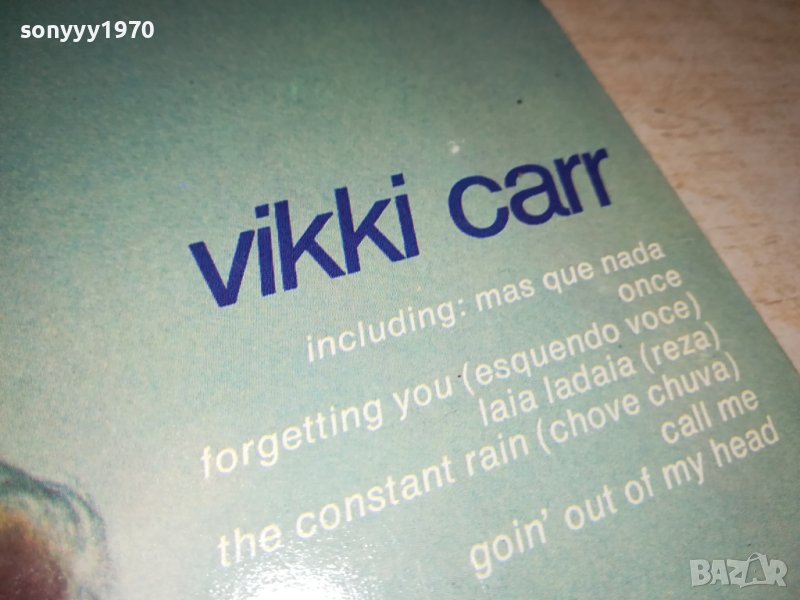 sonyyy1970
vikki carr
including: mas que nada
once
forgetting you (esquendo voce)
laia ladaia (reza)
the constant rain (chove chuva)
call me
goin' out of my head
BAZAR